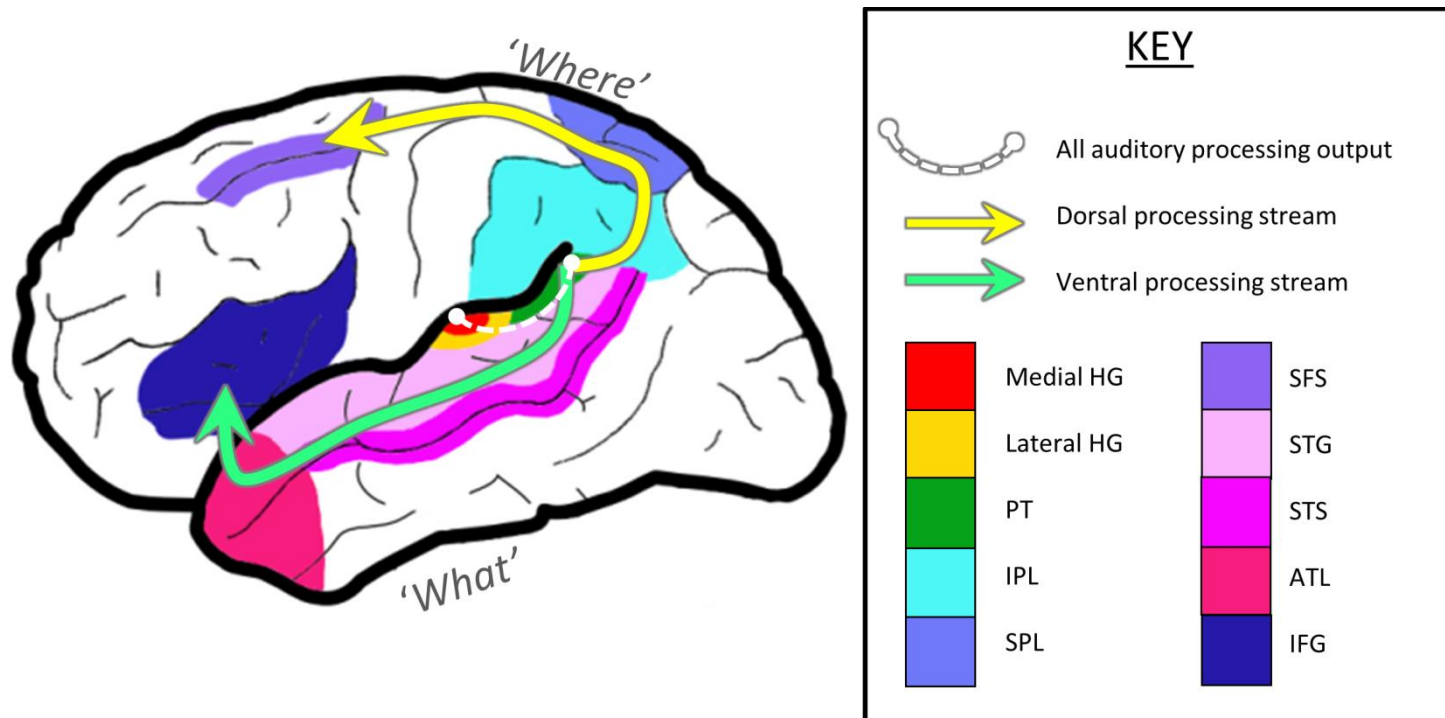 ‘Where’
‘What’
KEY
All auditory processing output
Dorsal processing stream
Ventral processing stream
Medial HG
Lateral HG
PT
IPL
SPL
SFS
STG
STS
ATL
IFG